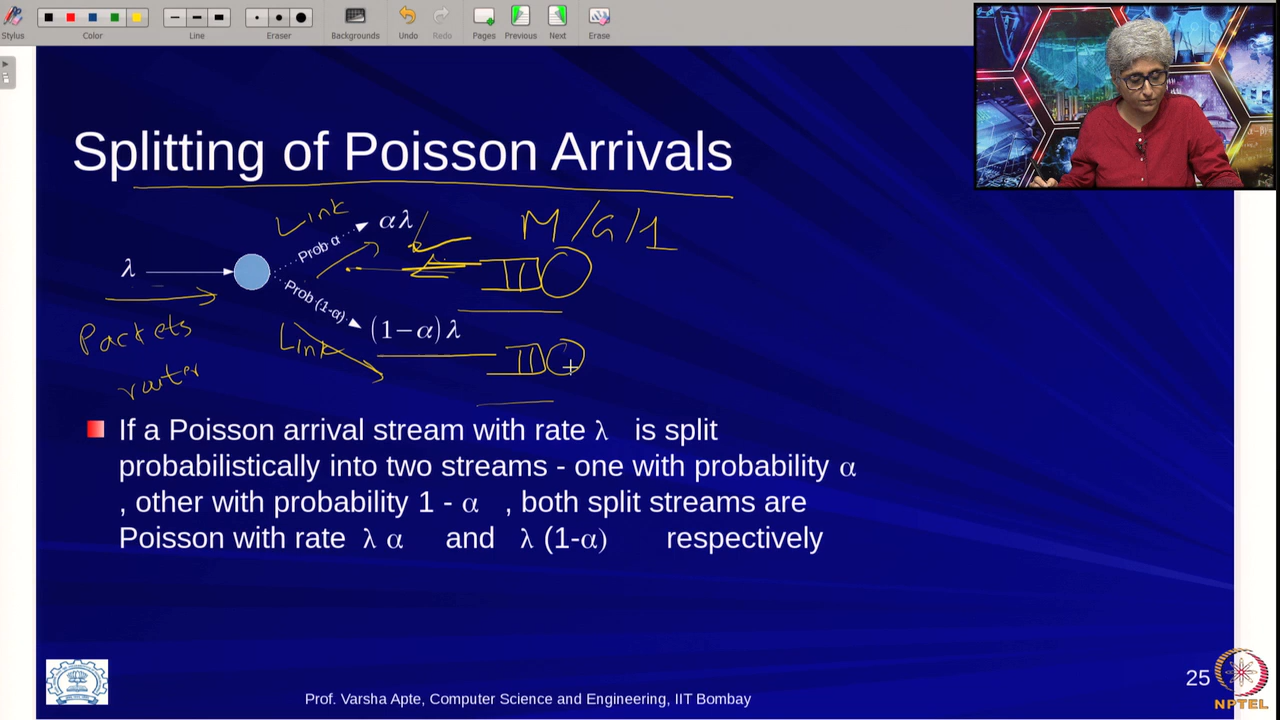 Stylus
Color
Line
Eraser
Backgrounds
Undo
Redo
Pages
Previous
Next
Erase
Splitting of Poisson Arrivals
Link
Prob α
αλ
M/G/1
λ
Prob (1-α)
(1−α) λ
Packets
router
Link
If a Poisson arrival stream with rate λ is split
probabilistically into two streams - one with probability α
, other with probability 1 - α , both split streams are
Poisson with rate λ α and λ (1-α) respectively
25
Prof. Varsha Apte, Computer Science and Engineering, IIT Bombay
NPTEL
NPTEL